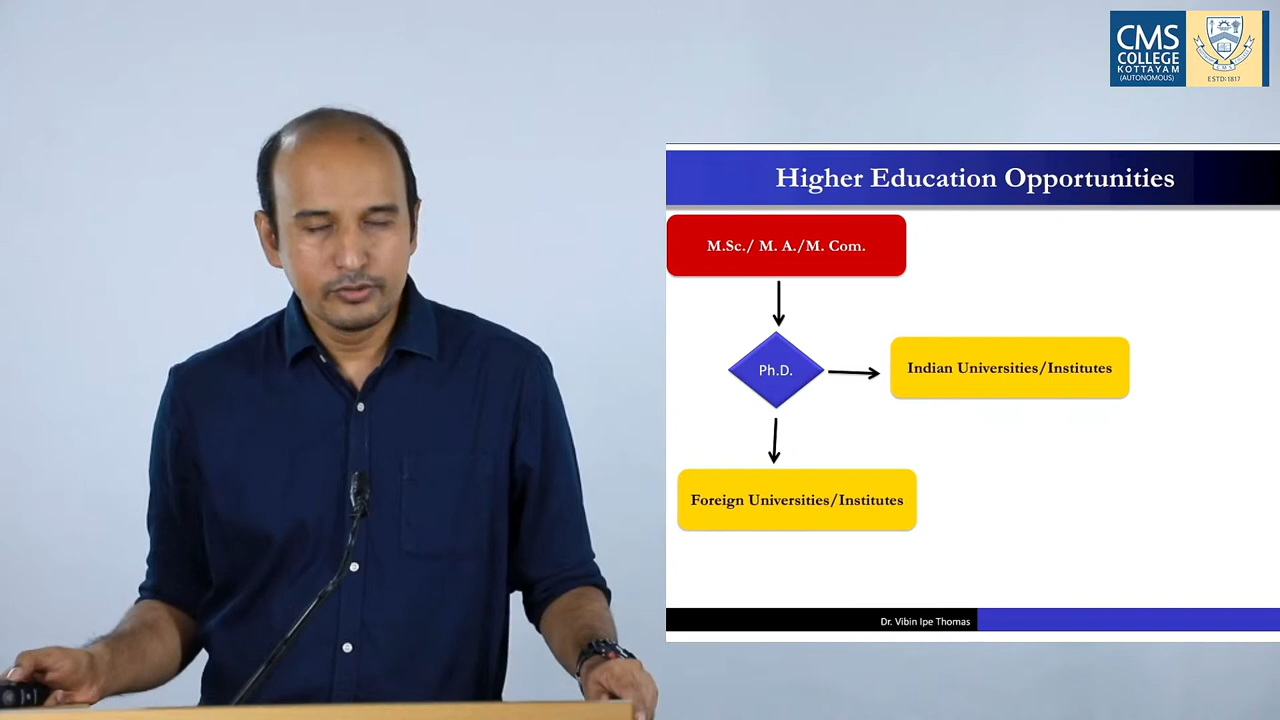 CMS
COLLEGE
KOTTAYAM
(AUTONOMOUS)
ESTD:1817
Higher Education Opportunities
M.Sc./ M. A./M. Com.
Ph.D.
Indian Universities/Institutes
Foreign Universities/Institutes
Dr. Vibin Ipe Thomas